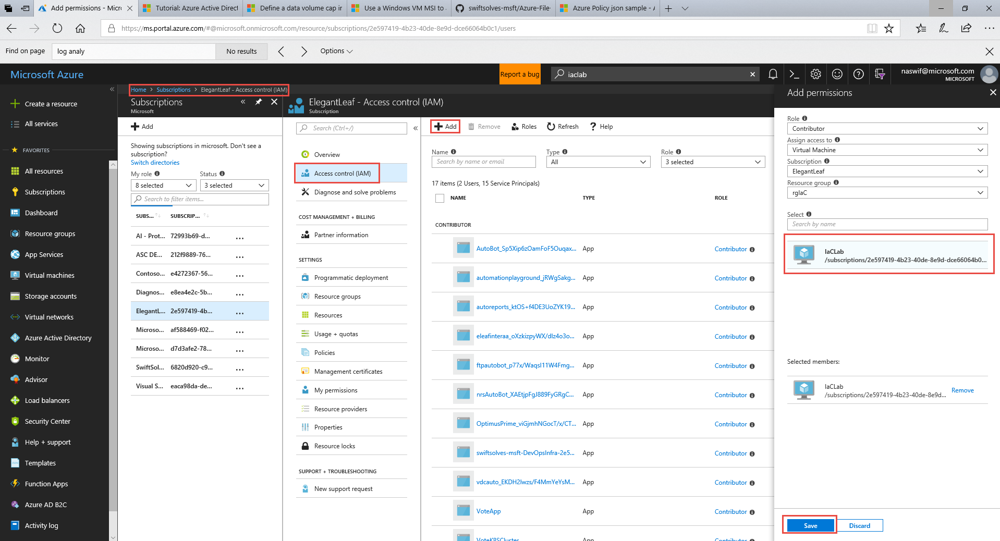 Add permissions - Micro
Tutorial: Azure Active Direct
Define a data volume cap in
Use a Windows VM MSI to
swiftsolves-msft/Azure-File-
Azure Policy json sample - A
https://ms.portal.azure.com/#@microsoft.onmicrosoft.com/resource/subscriptions/2e597419-4b23-40de-8e9d-dce66064b0c1/users
Find on page
log analy
No results
Options
Microsoft Azure
Report a bug
iaclab
naswif@microsoft.com
MICROSOFT
Create a resource
All services
FAVORITES
All resources
Subscriptions
Dashboard
Resource groups
App Services
Virtual machines
Storage accounts
Virtual networks
Azure Active Directory
Monitor
Advisor
Load balancers
Security Center
Help + support
Templates
Function Apps
Azure AD B2C
Activity log
Home > Subscriptions > ElegantLeaf - Access control (IAM)
Subscriptions
Microsoft
Add
Showing subscriptions in microsoft. Don't see a
subscription?
Switch directories
My role
Status
8 selected
3 selected
Search to filter items...
SUBS...
SUBSCRIP...
AI - Prot... 72993b69-d... ...
ASC DE... 212f9889-76... ...
Contoso... e4272367-56... ...
Diagnos... e8ea4e2c-5b... ...
ElegantL... 2e597419-4b... ...
Microso... af588469-f02... ...
Microso... d7d3afe2-78... ...
SwiftSol... 6820d920-c9... ...
Visual S... eaca98da-de... ...
ElegantLeaf - Access control (IAM)
Subscription
Search (Ctrl+/)
Overview
Access control (IAM)
Diagnose and solve problems
COST MANAGEMENT + BILLING
Partner information
SETTINGS
Programmatic deployment
Resource groups
Resources
Usage + quotas
Policies
Management certificates
My permissions
Resource providers
Properties
Resource locks
SUPPORT + TROUBLESHOOTING
New support request
Add
Remove
Roles
Refresh
Help
Name
Type
Role
Search by name or email
All
3 selected
17 items (2 Users, 15 Service Principals)
NAME
TYPE
ROLE
CONTRIBUTOR
AutoBot_Sp5Xip6zOamFoF5Ouqax... App Contributor
automationplayground_jRWgSakg... App Contributor
autoreports_ktOS+f4DE3UoZYK19... App Contributor
eleafinteraa_oXzkizpyWX/dlz4o3o... App Contributor
ftpautobot_p77x/WaqsI11W4Fmg... App Contributor
nrsAutoBot_XAEtjpFgJ889FyGRgC... App Contributor
OptimusPrime_viGjmhNGocT/x/CT... App Contributor
swiftsolves-msft-DevOpsInfra-2e5... App Contributor
vdcauto_EKDH2lwzs/F4MmYeYsM... App Contributor
VoteApp App Contributor
VoteK8SCluster Contributor
Add permissions
Role
Contributor
Assign access to
Virtual Machine
Subscription
ElegantLeaf
Resource group
rgIaC
Select
Search by name
IaCLab
/subscriptions/2e597419-4b23-40de-8e9d-dce66064b0...
Selected members:
IaCLab
/subscriptions/2e597419-4b23-40de-8e9d...
Remove
Save
Discard